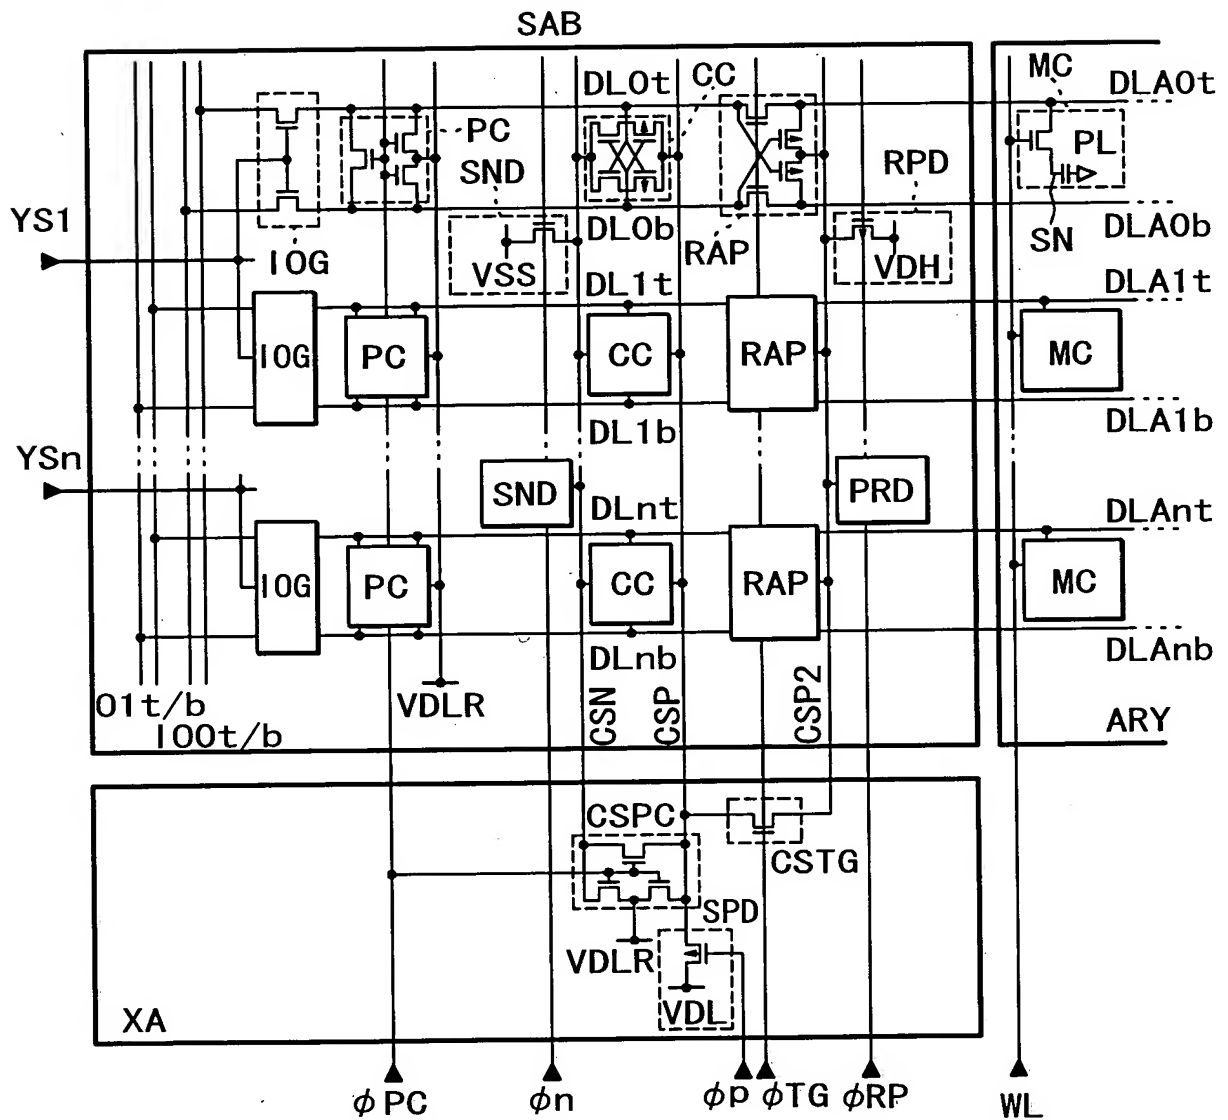 SAB
MC
DL0t
CC
DLA0t
PC
PL
SND
RPD
YS1
DL0b
SN
DLA0b
IOG
VSS
RAP
VDH
DL1t
DLA1t
IOG
PC
CC
RAP
MC
DL1b
DLA1b
YSn
SND
PRD
DLnt
DLAnt
IOG
PC
CC
RAP
MC
DLnb
DLAnb
O1t/b
VDLR
CSN
CSP
CSP2
IO0t/b
ARY
CSPC
CSTG
SPD
VDLR
VDL
XA
φPC
φn
φp
φTG
φRP
WL